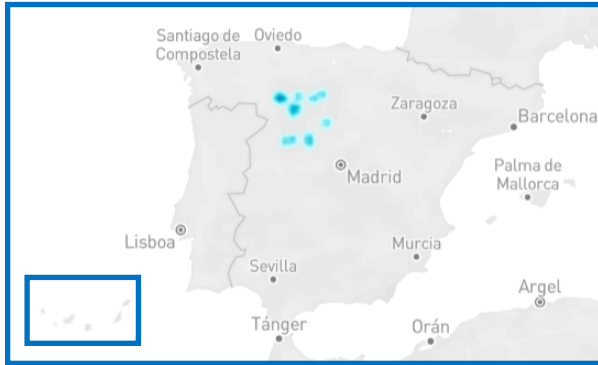 Santiago de
Compostela
Oviedo
Zaragoza
Barcelona
Madrid
Palma de
Mallorca
Lisboa
Murcia
Sevilla
Argel
Tánger
Orán